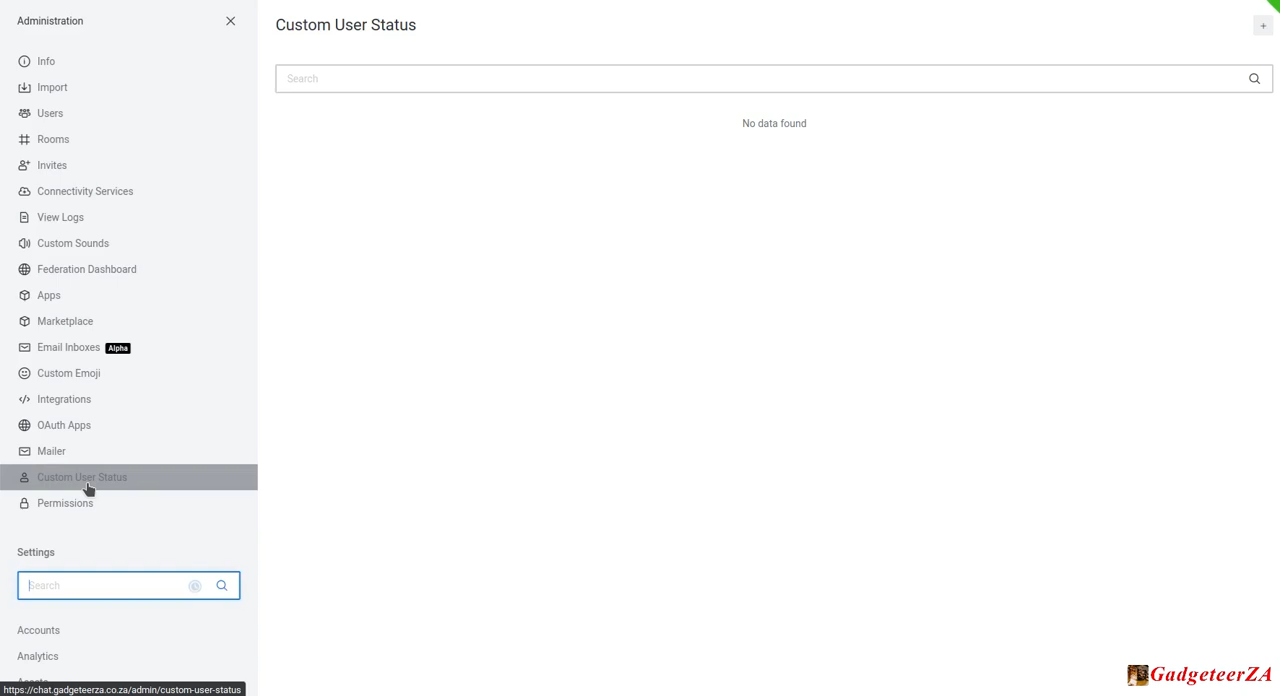 Administration
Info
Import
Users
Rooms
Invites
Connectivity Services
View Logs
Custom Sounds
Federation Dashboard
Apps
Marketplace
Email Inboxes Alpha
Custom Emoji
Integrations
OAuth Apps
Mailer
Custom User Status
Permissions
Settings
Search
Accounts
Analytics
https://chat.gadgeteerza.co.za/admin/custom-user-status
Custom User Status
+
Search
No data found
GadgeteerZA